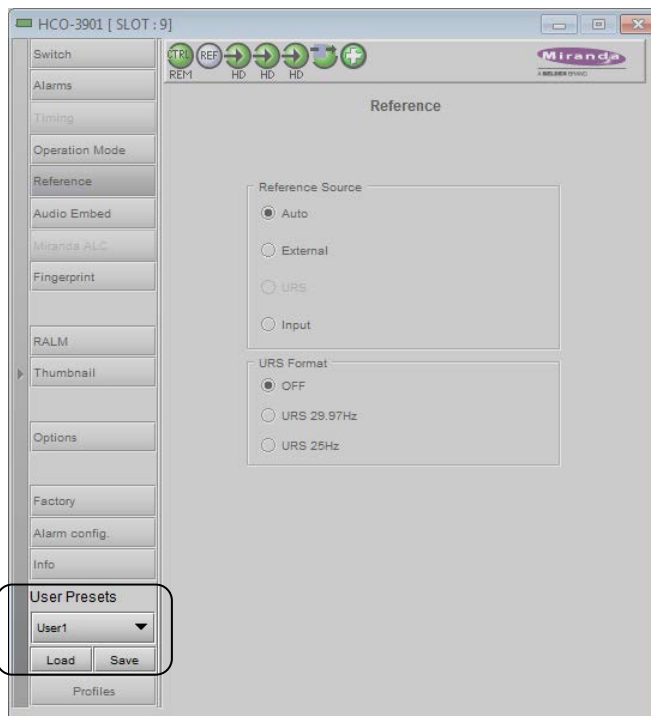 HCO-3901 [ SLOT : 9]
Switch
Alarms
Timing
Operation Mode
Reference
Audio Embed
Miranda ALC
Fingerprint
RALM
Thumbnail
Options
Factory
Alarm config.
Info
User Presets
User1
Load Save
Profiles
CTRL REF
REM HD HD HD
Miranda
A BELDEN BRAND
Reference
Reference Source
Auto
External
URS
Input
URS Format
OFF
URS 29.97Hz
URS 25Hz